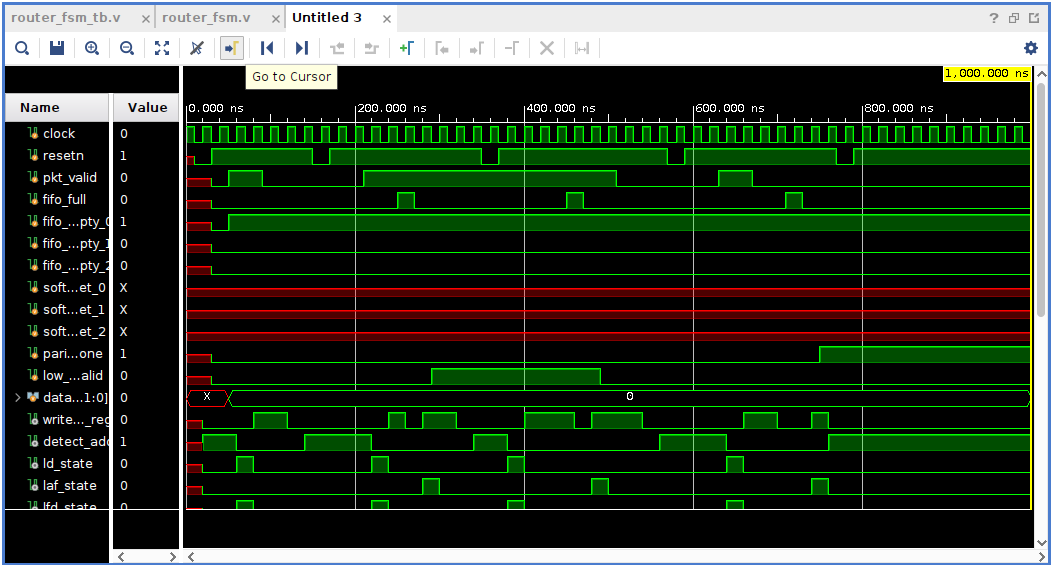 router_fsm_tb.v × router_fsm.v × Untitled 3 ×
?
Go to Cursor
1,000.000 ns
Name Value
0.000 ns 200.000 ns 400.000 ns 600.000 ns 800.000 ns
clock 0
resetn 1
pkt_valid 0
fifo_full 0
fifo_...pty_0 1
fifo_...pty_1 0
fifo_...pty_2 0
soft...et_0 X
soft...et_1 X
soft...et_2 X
pari...one 1
low_...alid 0
data...1:0] 0 X 0
write..._reg 0
detect_add 1
ld_state 0
laf_state 0
lfd_state 0